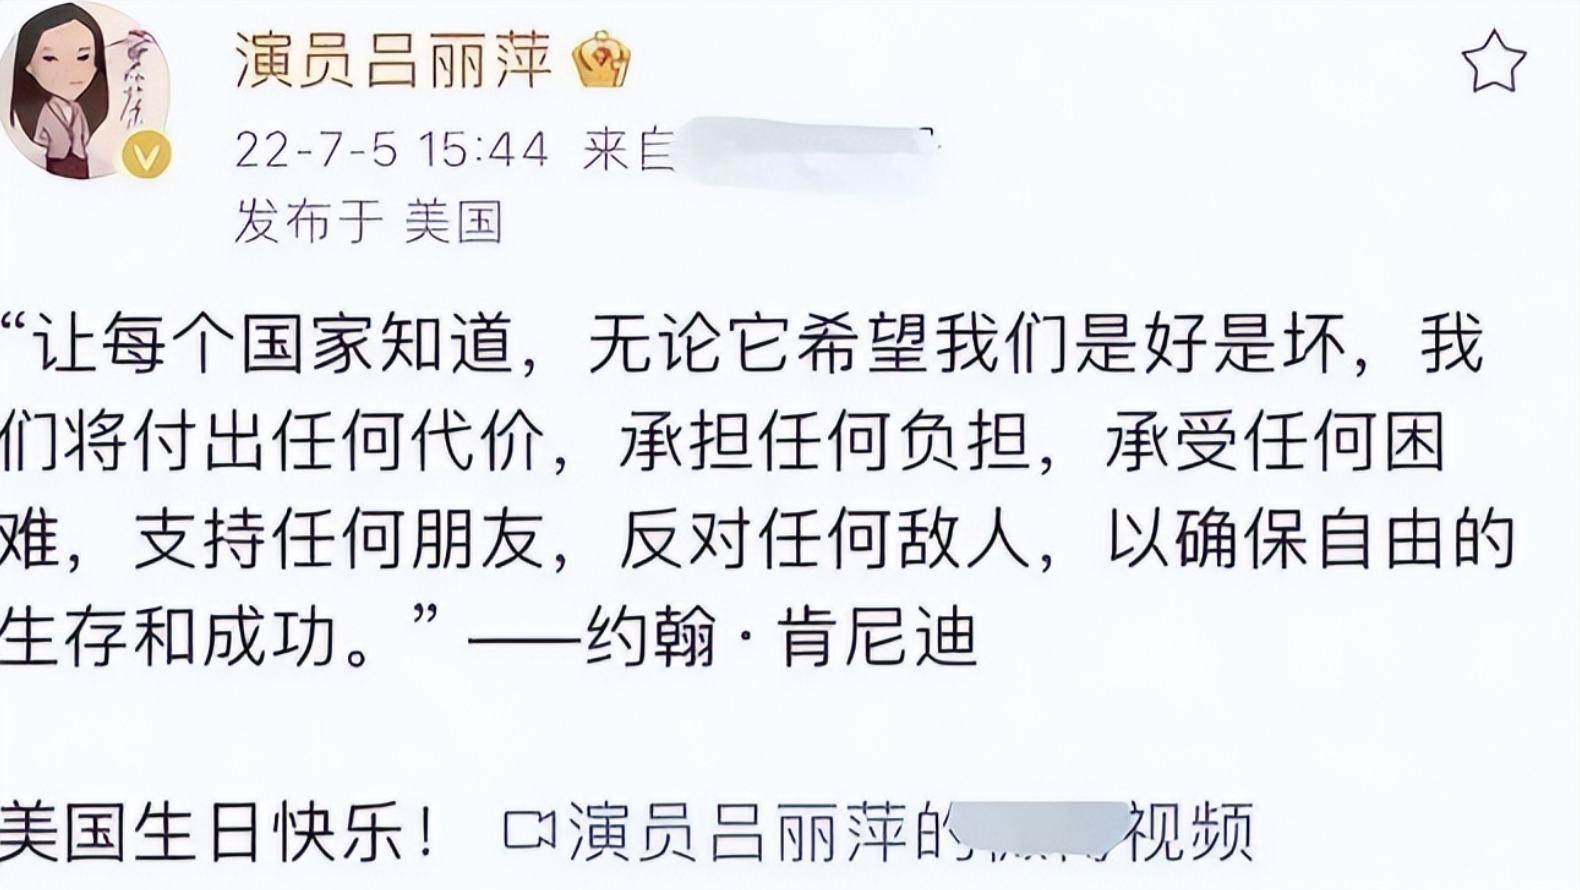 演员吕丽萍
22-7-5 15:44 来自
发布于 美国
“让每个国家知道，无论它希望我们是好是坏，我
们将付出任何代价，承担任何负担，承受任何困
难，支持任何朋友，反对任何敌人，以确保自由的
生存和成功。”——约翰·肯尼迪
美国生日快乐！ 演员吕丽萍的 视频